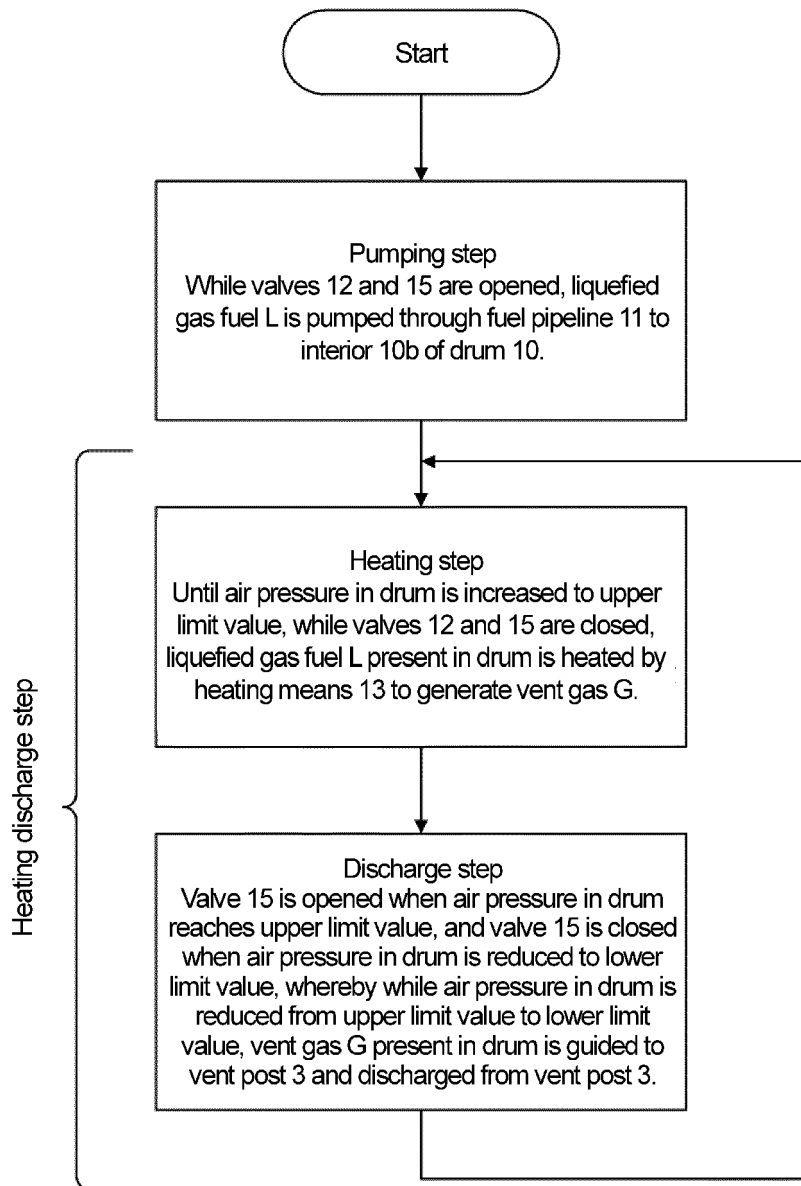 Start
Pumping step
While valves 12 and 15 are opened, liquefied
gas fuel L is pumped through fuel pipeline 11 to
interior 10b of drum 10.
Heating discharge step
Heating step
Until air pressure in drum is increased to upper
limit value, while valves 12 and 15 are closed,
liquefied gas fuel L present in drum is heated by
heating means 13 to generate vent gas G.
Discharge step
Valve 15 is opened when air pressure in drum
reaches upper limit value, and valve 15 is closed
when air pressure in drum is reduced to lower
limit value, whereby while air pressure in drum is
reduced from upper limit value to lower limit
value, vent gas G present in drum is guided to
vent post 3 and discharged from vent post 3.